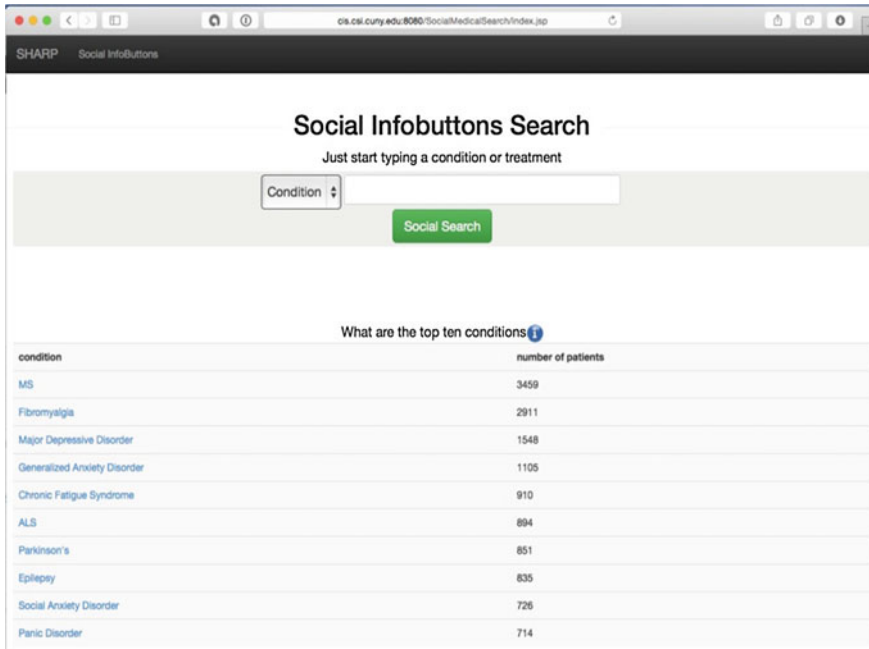 cis.csi.cuny.edu:8080/SocialMedicalSearch/index.jsp
SHARP Social InfoButtons
Social Infobuttons Search
Just start typing a condition or treatment
Condition
Social Search
What are the top ten conditions
condition number of patients
MS 3459
Fibromyalgia 2911
Major Depressive Disorder 1548
Generalized Anxiety Disorder 1105
Chronic Fatigue Syndrome 910
ALS 894
Parkinson's 851
Epilepsy 835
Social Anxiety Disorder 726
Panic Disorder 714